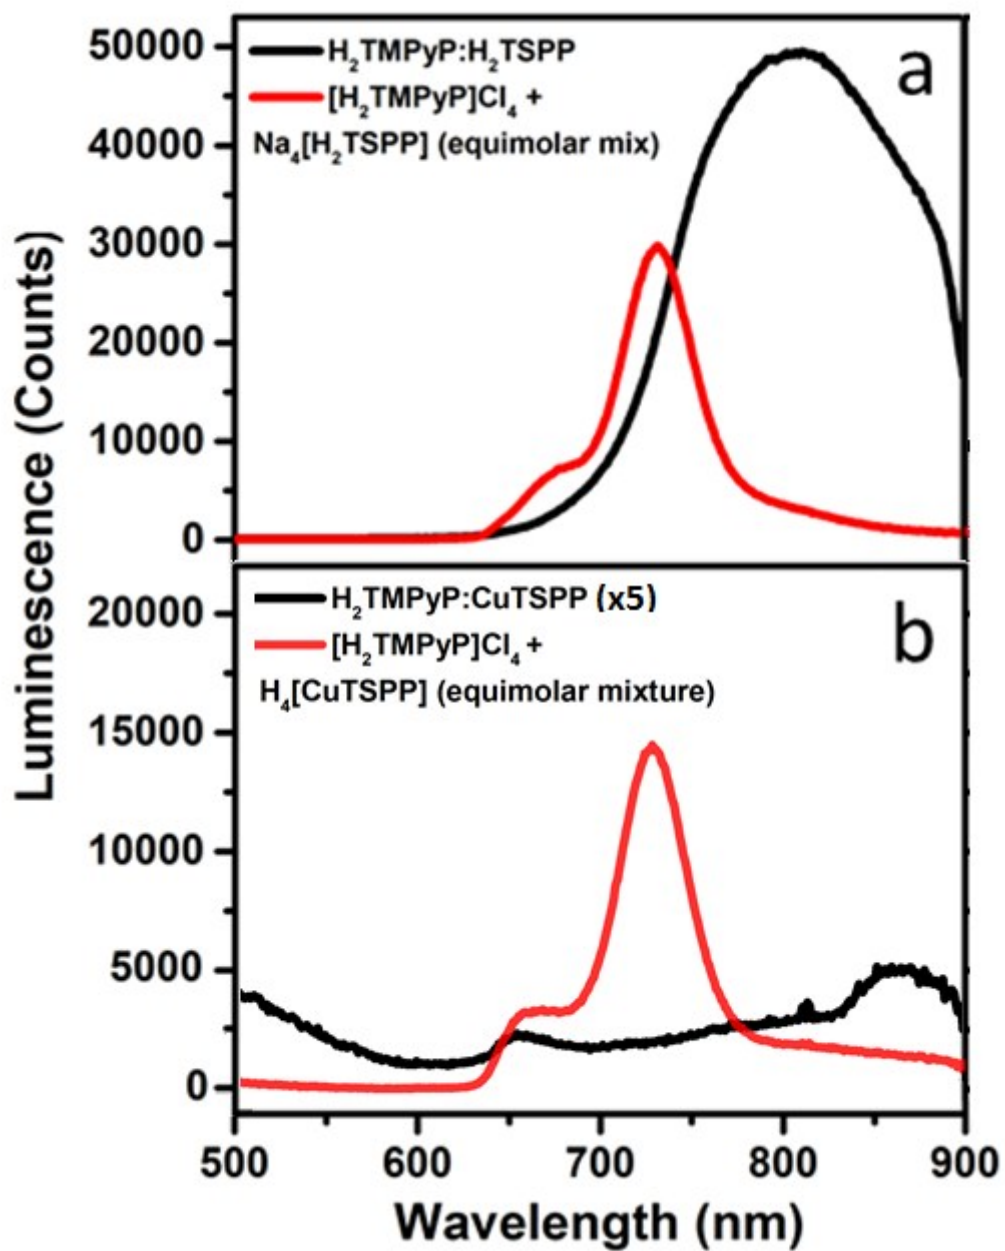 Luminescence (Counts)
50000
40000
30000
20000
10000
0
H₂TMPyP:H₂TSPP
[H₂TMPyP]Cl₄ +
Na₄[H₂TSPP] (equimolar mix)
a
20000
15000
10000
5000
0
H₂TMPyP:CuTSPP (x5)
[H₂TMPyP]Cl₄ +
H₄[CuTSPP] (equimolar mixture)
b
500 600 700 800 900
Wavelength (nm)